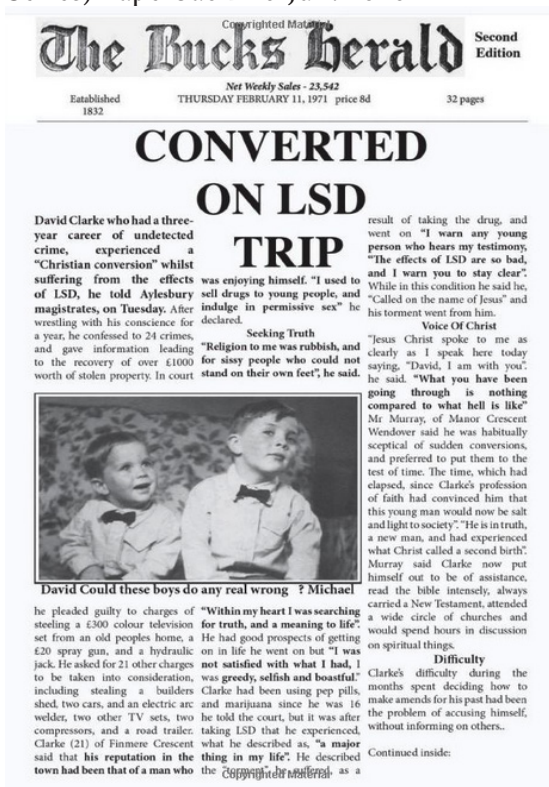 Copyrighted Material
The Bucks Herald
Second
Edition
Net Weekly Sales - 23,542
Eatablished
1832
THURSDAY FEBRUARY 11, 1971 price 8d
32 pages
CONVERTED
ON LSD
TRIP
David Clarke who had a three-
year career of undetected
crime, experienced a
“Christian conversion” whilst
suffering from the effects
of LSD, he told Aylesbury
magistrates, on Tuesday. After
wrestling with his conscience for
a year, he confessed to 24 crimes,
and gave information leading
to the recovery of over £1000
worth of stolen property. In court
he pleaded guilty to charges of
steeling a £300 colour television
set from an old peoples home, a
£20 spray gun, and a hydraulic
jack. He asked for 21 other charges
to be taken into consideration,
including stealing a builders
shed, two cars, and an electric arc
welder, two other TV sets, two
compressors, and a road trailer.
Clarke (21) of Finmere Crescent
said that his reputation in the
town had been that of a man who
was enjoying himself. “I used to
sell drugs to young people, and
indulge in permissive sex” he
declared.
Seeking Truth
“Religion to me was rubbish, and
for sissy people who could not
stand on their own feet”, he said.
David Could these boys do any real wrong ? Michael
“Within my heart I was searching
for truth, and a meaning to life”.
He had good prospects of getting
on in life he went on but “I was
not satisfied with what I had, I
was greedy, selfish and boastful.”
Clarke had been using pep pills,
and marijuana since he was 16
he told the court, but it was after
taking LSD that he experienced,
what he described as, “a major
thing in my life”. He described
the “torment” he suffered, as a
result of taking the drug, and
went on “I warn any young
person who hears my testimony,
“The effects of LSD are so bad,
and I warn you to stay clear”.
While in this condition he said he,
“Called on the name of Jesus” and
his torment went from him.
Voice Of Christ
“Jesus Christ spoke to me as
clearly as I speak here today
saying, “David, I am with you”.
he said. “What you have been
going through is nothing
compared to what hell is like”
Mr Murray, of Manor Crescent
Wendover said he was habitually
sceptical of sudden conversions,
and preferred to put them to the
test of time. The time, which had
elapsed, since Clarke’s profession
of faith had convinced him that
this young man would now be salt
and light to society”. “He is in truth,
a new man, and had experienced
what Christ called a second birth”.
Murray said Clarke now put
himself out to be of assistance,
read the bible intensely, always
carried a New Testament, attended
a wide circle of churches and
would spend hours in discussion
on spiritual things.
Difficulty
Clarke’s difficulty during the
months spent deciding how to
make amends for his past had been
the problem of accusing himself,
without informing on others..
Continued inside:
Copyrighted Material